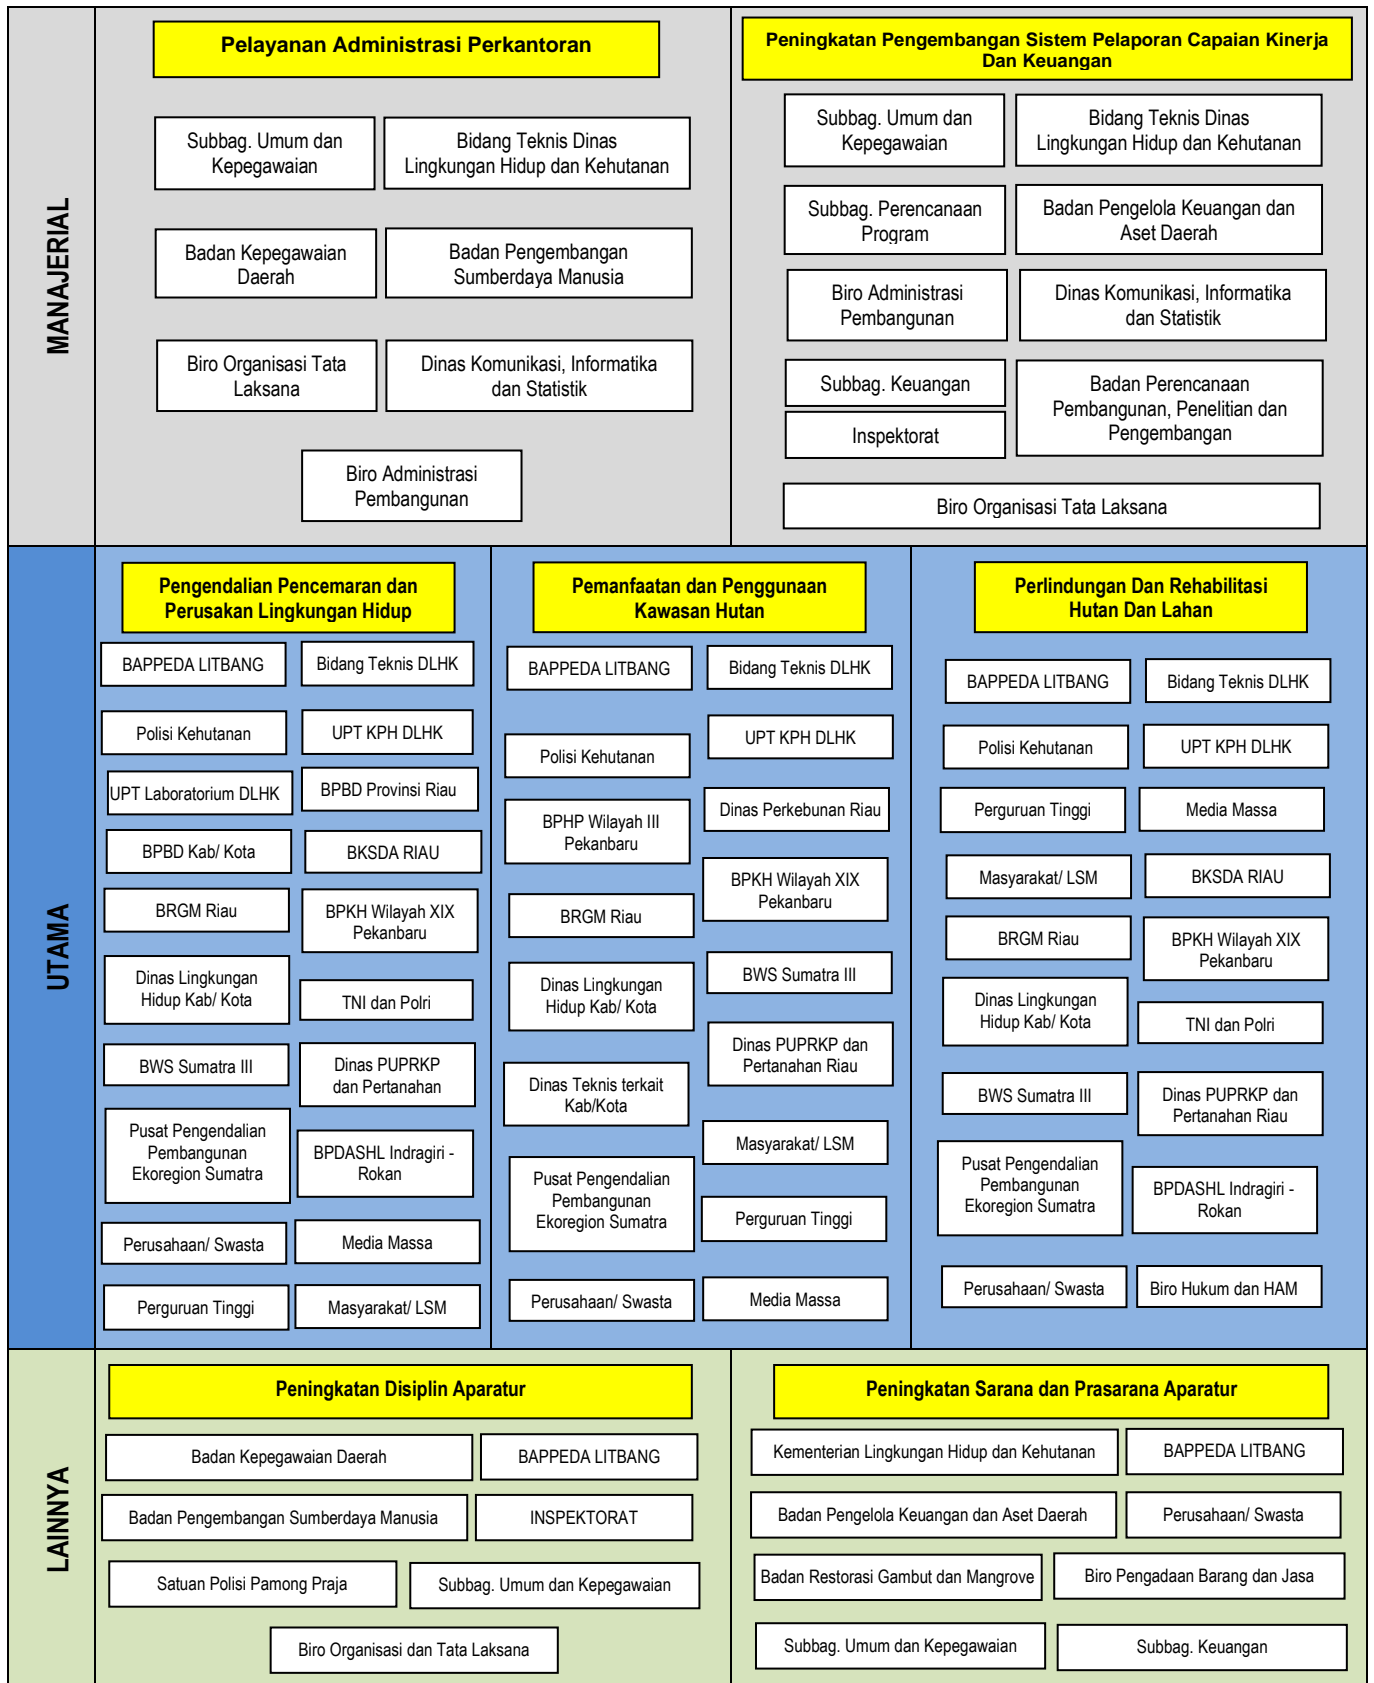 MANAJERIAL
Pelayanan Administrasi Perkantoran
Subbag. Umum dan
Kepegawaian
Bidang Teknis Dinas
Lingkungan Hidup dan Kehutanan
Badan Kepegawaian
Daerah
Badan Pengembangan
Sumberdaya Manusia
Biro Organisasi Tata
Laksana
Dinas Komunikasi, Informatika
dan Statistik
Biro Administrasi
Pembangunan
Peningkatan Pengembangan Sistem Pelaporan Capaian Kinerja
Dan Keuangan
Subbag. Umum dan
Kepegawaian
Bidang Teknis Dinas
Lingkungan Hidup dan Kehutanan
Subbag. Perencanaan
Program
Badan Pengelola Keuangan dan
Aset Daerah
Biro Administrasi
Pembangunan
Dinas Komunikasi, Informatika
dan Statistik
Subbag. Keuangan
Inspektorat
Badan Perencanaan
Pembangunan, Penelitian dan
Pengembangan
Biro Organisasi Tata Laksana
UTAMA
Pengendalian Pencemaran dan
Perusakan Lingkungan Hidup
BAPPEDA LITBANG
Bidang Teknis DLHK
Polisi Kehutanan
UPT KPH DLHK
UPT Laboratorium DLHK
BPBD Provinsi Riau
BPBD Kab/ Kota
BKSDA RIAU
BRGM Riau
BPKH Wilayah XIX
Pekanbaru
Dinas Lingkungan
Hidup Kab/ Kota
TNI dan Polri
BWS Sumatra III
Dinas PUPRKP
dan Pertanahan
Pusat Pengendalian
Pembangunan
Ekoregion Sumatra
BPDASHL Indragiri -
Rokan
Perusahaan/ Swasta
Media Massa
Perguruan Tinggi
Masyarakat/ LSM
Pemanfaatan dan Penggunaan
Kawasan Hutan
BAPPEDA LITBANG
Bidang Teknis DLHK
Polisi Kehutanan
UPT KPH DLHK
BPHP Wilayah III
Pekanbaru
Dinas Perkebunan Riau
BRGM Riau
BPKH Wilayah XIX
Pekanbaru
Dinas Lingkungan
Hidup Kab/ Kota
BWS Sumatra III
Dinas Teknis terkait
Kab/Kota
Dinas PUPRKP dan
Pertanahan Riau
Pusat Pengendalian
Pembangunan
Ekoregion Sumatra
Masyarakat/ LSM
Perguruan Tinggi
Perusahaan/ Swasta
Media Massa
Perlindungan Dan Rehabilitasi
Hutan Dan Lahan
BAPPEDA LITBANG
Bidang Teknis DLHK
Polisi Kehutanan
UPT KPH DLHK
Perguruan Tinggi
Media Massa
Masyarakat/ LSM
BKSDA RIAU
BRGM Riau
BPKH Wilayah XIX
Pekanbaru
Dinas Lingkungan
Hidup Kab/ Kota
TNI dan Polri
BWS Sumatra III
Dinas PUPRKP dan
Pertanahan Riau
Pusat Pengendalian
Pembangunan
Ekoregion Sumatra
BPDASHL Indragiri -
Rokan
Perusahaan/ Swasta
Biro Hukum dan HAM
LAINNYA
Peningkatan Disiplin Aparatur
Badan Kepegawaian Daerah
BAPPEDA LITBANG
Badan Pengembangan Sumberdaya Manusia
INSPEKTORAT
Satuan Polisi Pamong Praja
Subbag. Umum dan Kepegawaian
Biro Organisasi dan Tata Laksana
Peningkatan Sarana dan Prasarana Aparatur
Kementerian Lingkungan Hidup dan Kehutanan
BAPPEDA LITBANG
Badan Pengelola Keuangan dan Aset Daerah
Perusahaan/ Swasta
Badan Restorasi Gambut dan Mangrove
Biro Pengadaan Barang dan Jasa
Subbag. Umum dan Kepegawaian
Subbag. Keuangan